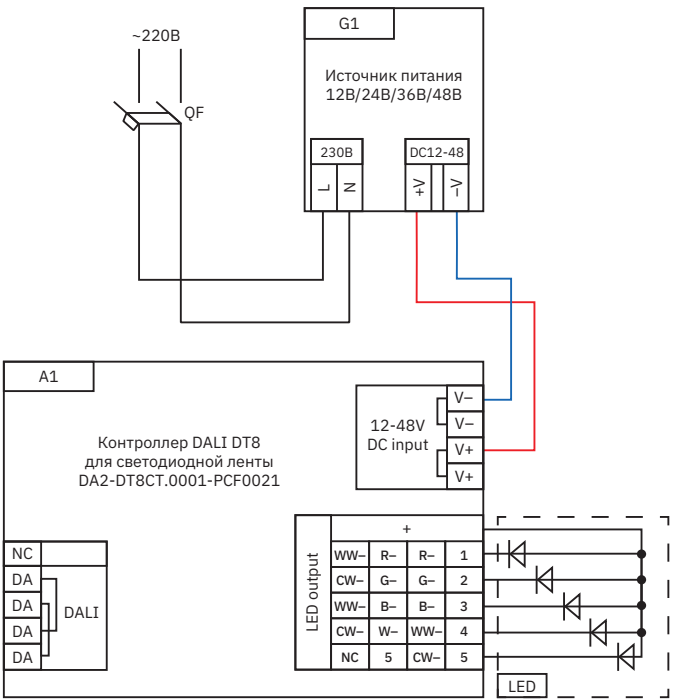 ~220В
QF
G1
Источник питания
12В/24В/36В/48В
230В
DC12-48
L
N
+V
–V
A1
Контроллер DALI DT8
для светодиодной ленты
DA2-DT8CT.0001-PCF0021
12-48V
DC input
V–
V–
V+
V+
NC
DA
DA
DA
DA
DALI
LED output
+
WW– R– R– 1
CW– G– G– 2
WW– B– B– 3
CW– W– WW– 4
NC 5 CW– 5
LED